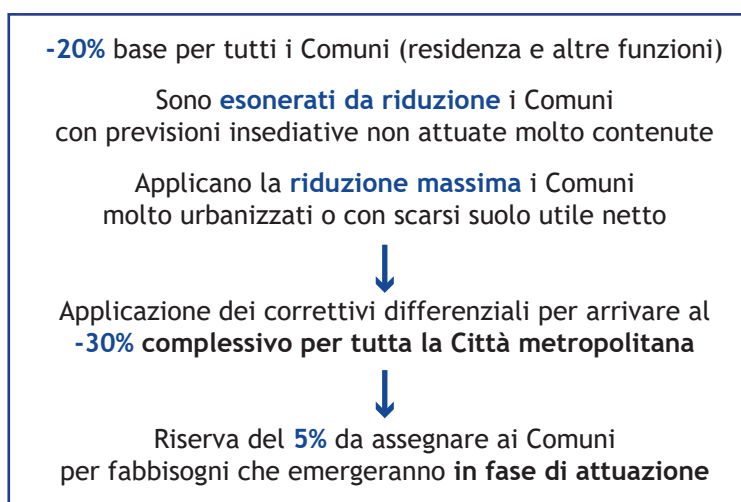 -20% base per tutti i Comuni (residenza e altre funzioni)
Sono esonerati da riduzione i Comuni
con previsioni insediative non attuate molto contenute
Applicano la riduzione massima i Comuni
molto urbanizzati o con scarsi suolo utile netto
Applicazione dei correttivi differenziali per arrivare al
-30% complessivo per tutta la Città metropolitana
Riserva del 5% da assegnare ai Comuni
per fabbisogni che emergeranno in fase di attuazione